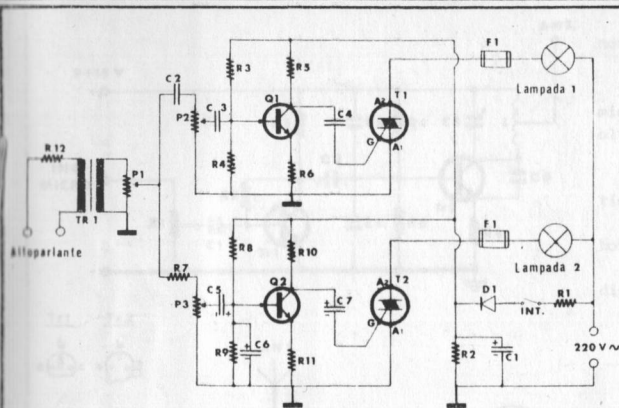 F1
Lampada 1
R3
R5
C2
Q1
T1
C3
P2
C4
A2
G
A1
R12
P1
R4
R6
TR 1
Altoparlante
F1
Lampada 2
R8
R10
R7
Q2
T2
C5
P3
C7
A2
G
A1
D1
R1
INT.
R9
C6
R11
R2
C1
220 V~